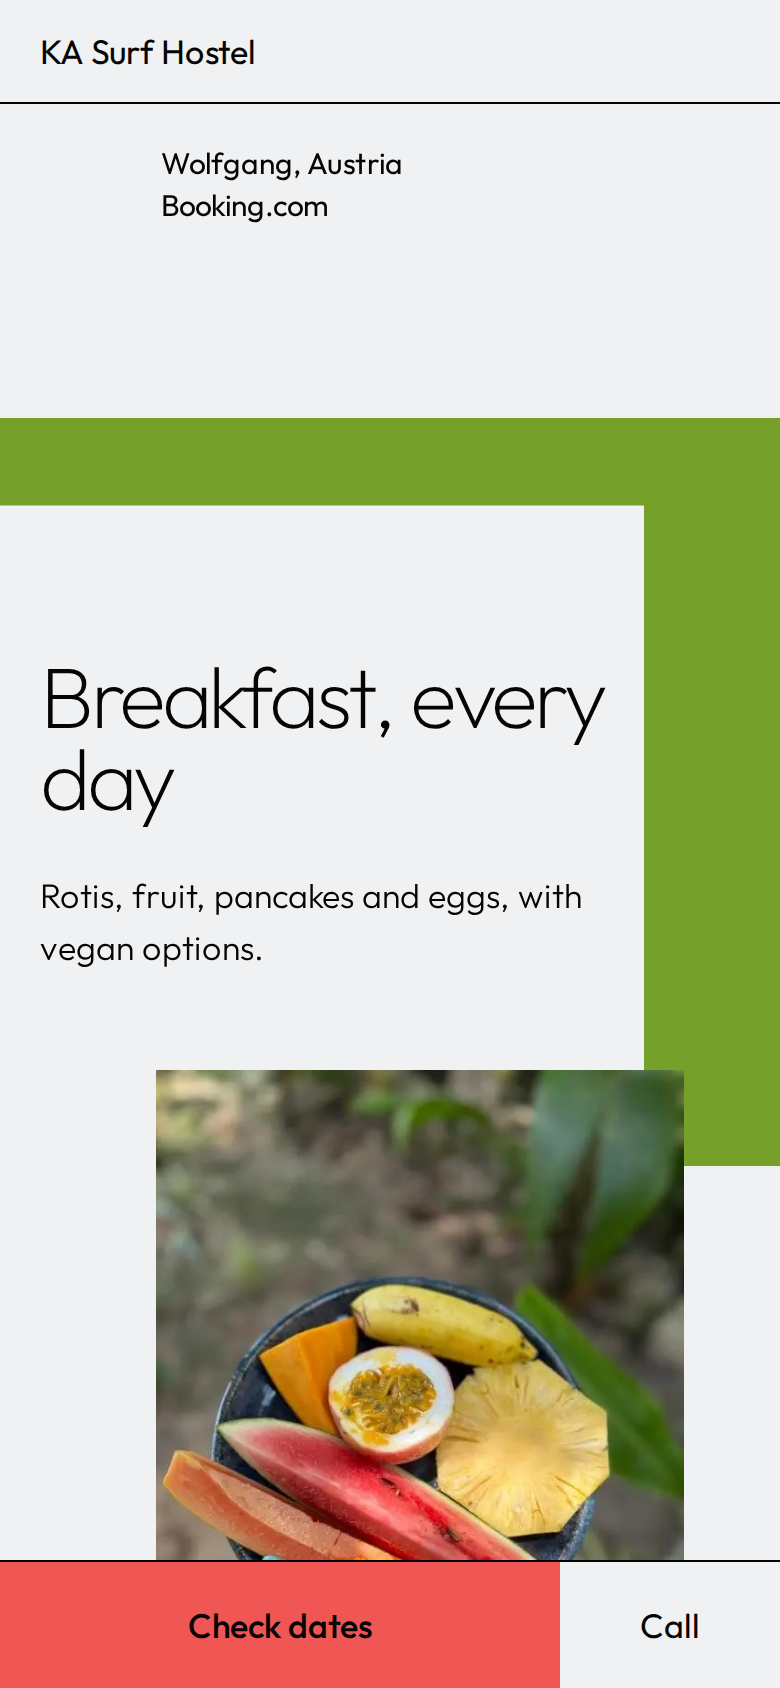 KA Surf Hostel
Wolfgang, Austria
Booking.com
Breakfast, every
day
Rotis, fruit, pancakes and eggs, with
vegan options.
Check dates
Call